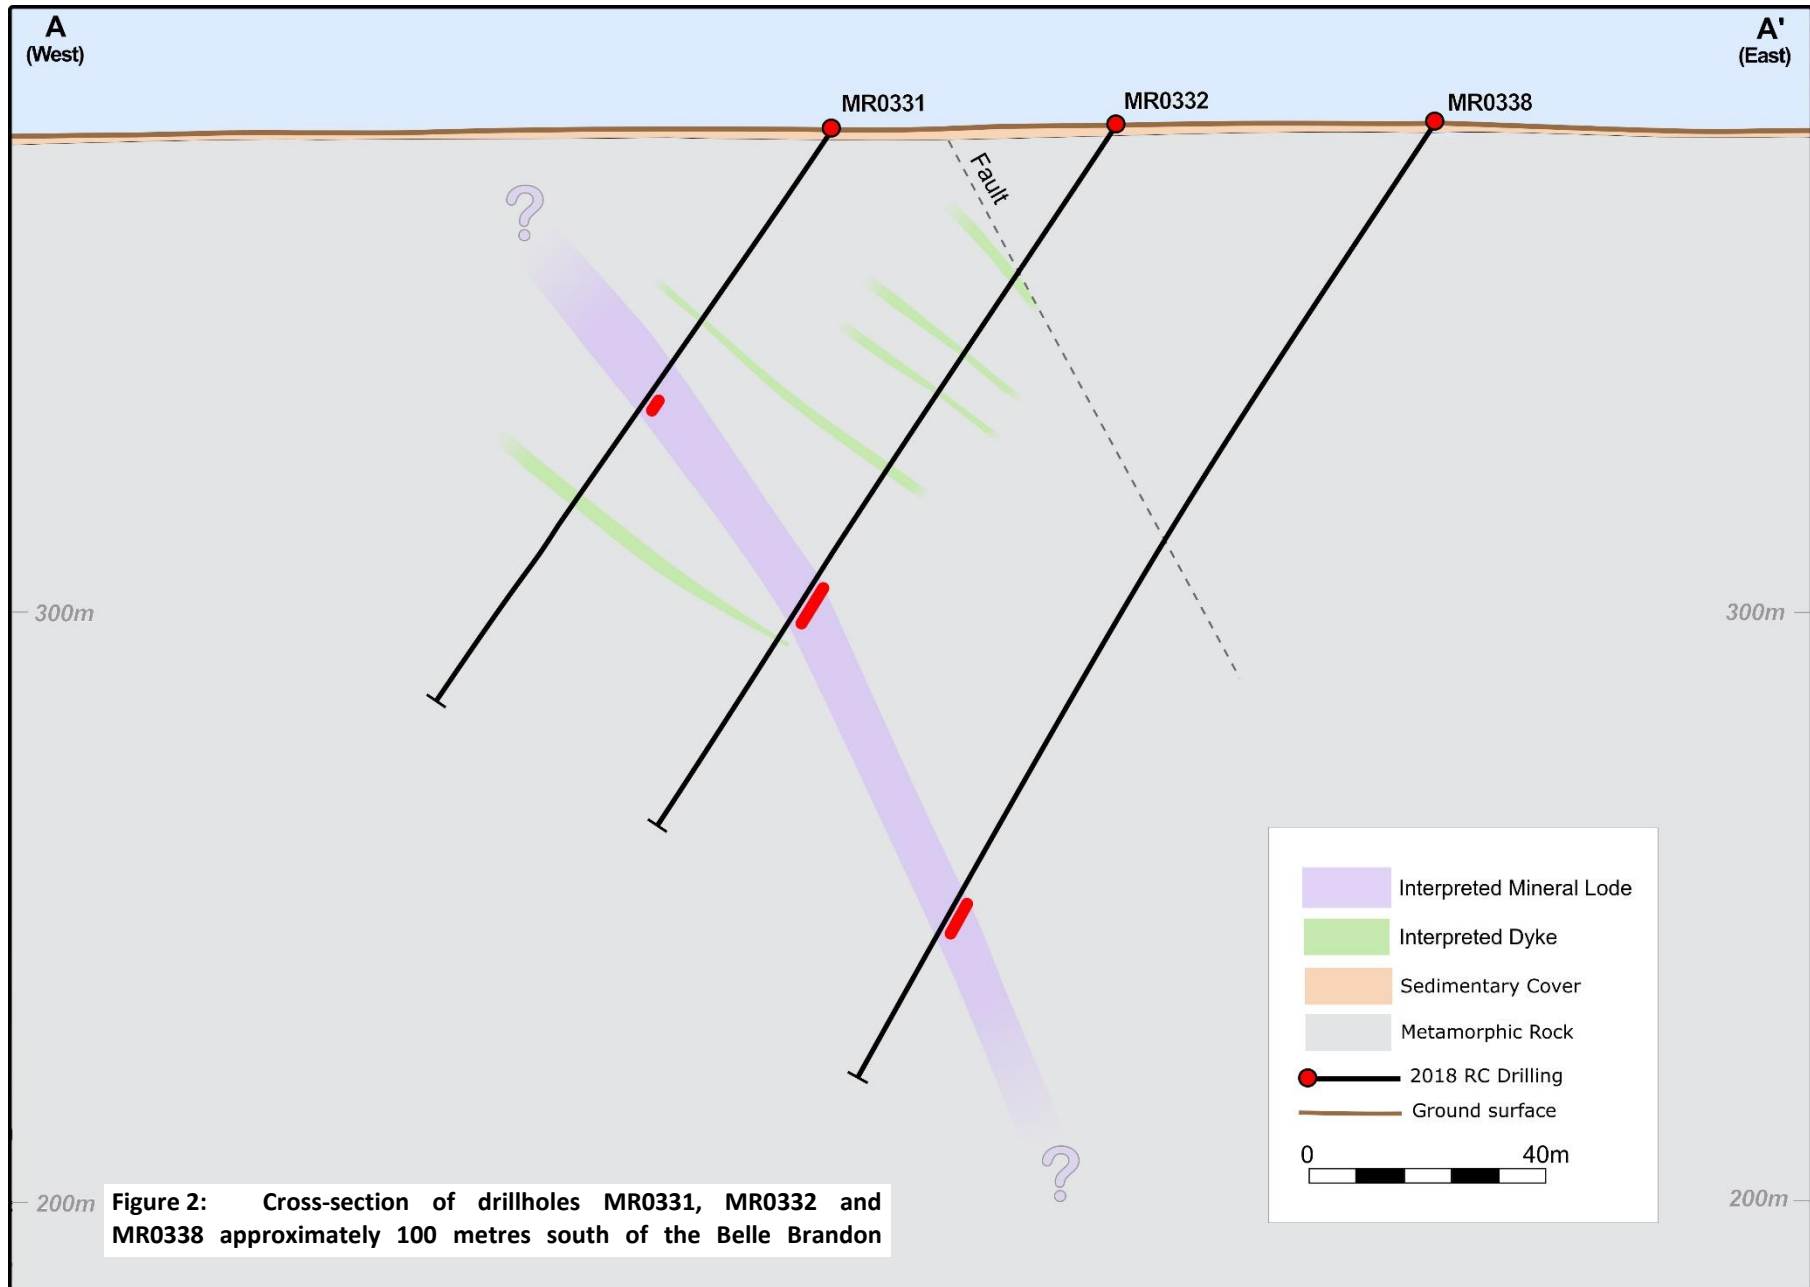 A
(West)
A'
(East)
MR0331
MR0332
MR0338
Fault
?
300m
300m
Interpreted Mineral Lode
Interpreted Dyke
Sedimentary Cover
Metamorphic Rock
2018 RC Drilling
Ground surface
0 40m
?
200m
200m
Figure 2: Cross-section of drillholes MR0331, MR0332 and
MR0338 approximately 100 metres south of the Belle Brandon